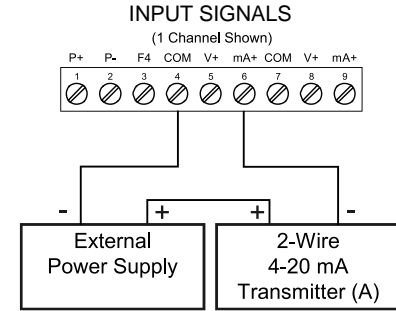 INPUT SIGNALS
(1 Channel Shown)
P+ P- F4 COM V+ mA+ COM V+ mA+
1 2 3 4 5 6 7 8 9
- + + -
External
Power Supply
2-Wire
4-20 mA
Transmitter (A)